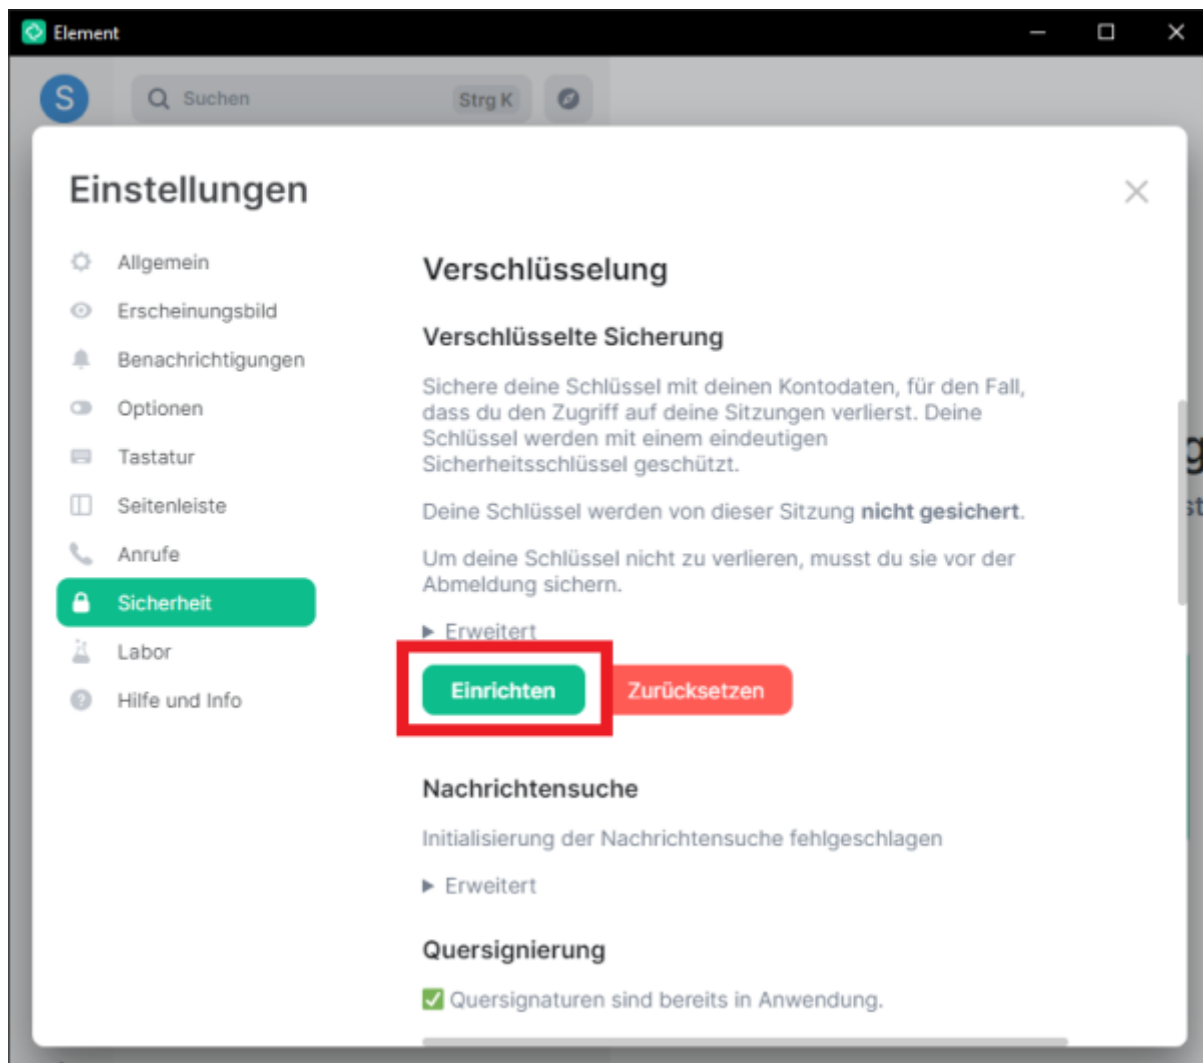 Element
S
Suchen
Strg K
Einstellungen
Allgemein
Erscheinungsbild
Benachrichtigungen
Optionen
Tastatur
Seitenleiste
Anrufe
Sicherheit
Labor
Hilfe und Info
Verschlüsselung
Verschlüsselte Sicherung
Sichere deine Schlüssel mit deinen Kontodaten, für den Fall,
dass du den Zugriff auf deine Sitzungen verlierst. Deine
Schlüssel werden mit einem eindeutigen
Sicherheitsschlüssel geschützt.
Deine Schlüssel werden von dieser Sitzung nicht gesichert.
Um deine Schlüssel nicht zu verlieren, musst du sie vor der
Abmeldung sichern.
Erweitert
Einrichten
Zurücksetzen
Nachrichtensuche
Initialisierung der Nachrichtensuche fehlgeschlagen
Erweitert
Quersignierung
Quersignaturen sind bereits in Anwendung.